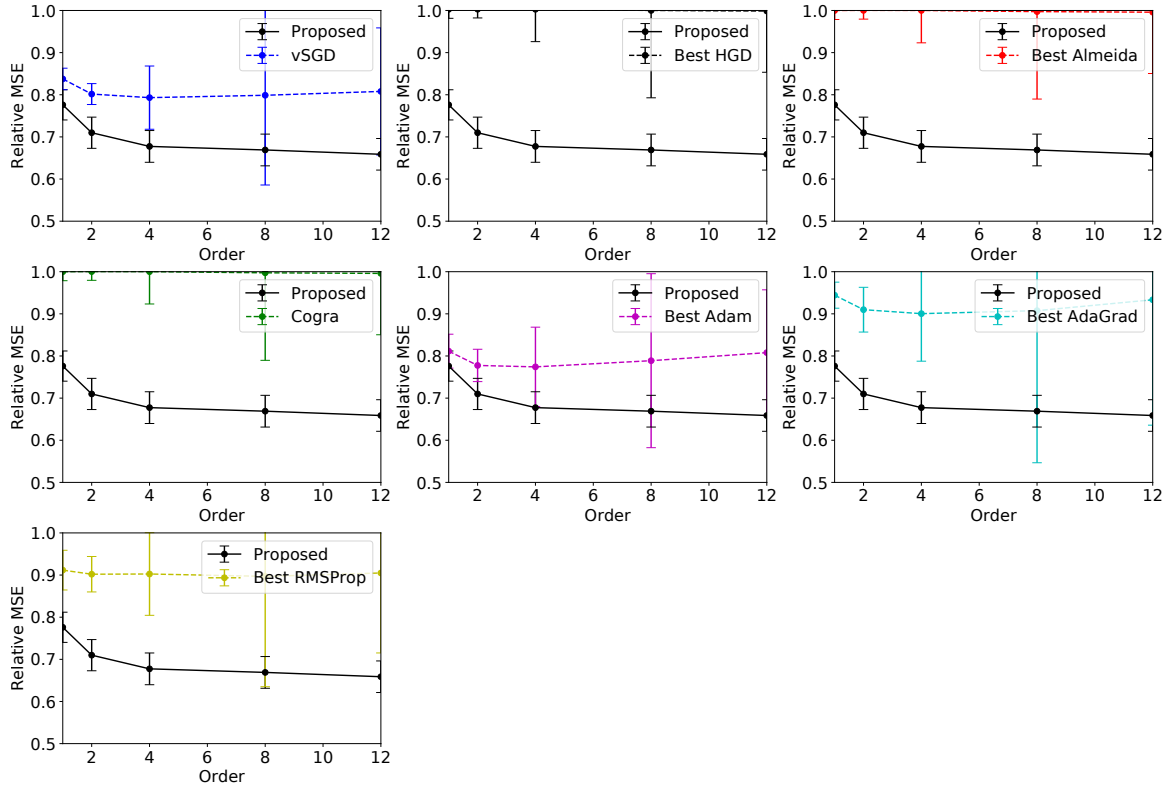 1.0
0.9
0.8
0.7
0.6
0.5
Relative MSE
2 4 6 8 10 12
Order
Proposed
vSGD
1.0
0.9
0.8
0.7
0.6
0.5
Relative MSE
2 4 6 8 10 12
Order
Proposed
Best HGD
1.0
0.9
0.8
0.7
0.6
0.5
Relative MSE
2 4 6 8 10 12
Order
Proposed
Best Almeida
1.0
0.9
0.8
0.7
0.6
0.5
Relative MSE
2 4 6 8 10 12
Order
Proposed
Cogra
1.0
0.9
0.8
0.7
0.6
0.5
Relative MSE
2 4 6 8 10 12
Order
Proposed
Best Adam
1.0
0.9
0.8
0.7
0.6
0.5
Relative MSE
2 4 6 8 10 12
Order
Proposed
Best AdaGrad
1.0
0.9
0.8
0.7
0.6
0.5
Relative MSE
2 4 6 8 10 12
Order
Proposed
Best RMSProp